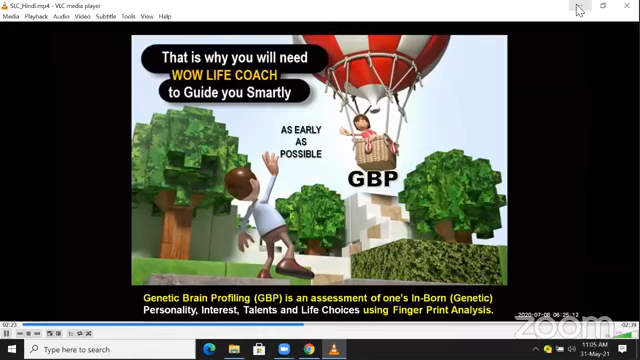 SLC_Hindi.mp4 - VLC media player
Media Playback Audio Video Subtitle Tools View Help
That is why you will need
WOW LIFE COACH
to Guide you Smartly
AS EARLY
AS
POSSIBLE
GBP
Genetic Brain Profiling (GBP) is an assessment of one's In-Born (Genetic)
Personality, Interest, Talents and Life Choices using Finger Print Analysis.
2020-07-08 06:25:12
zoom
02:23
02:39
Type here to search
11:05 AM
31-May-21